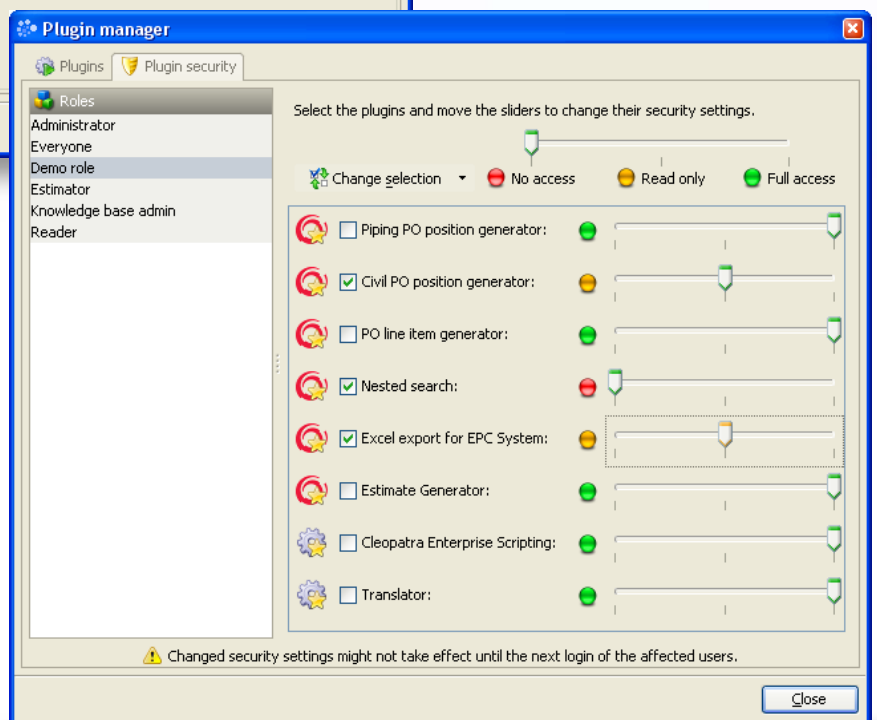 Plugin manager
Plugins Plugin security
Roles
Administrator
Everyone
Demo role
Estimator
Knowledge base admin
Reader
Select the plugins and move the sliders to change their security settings.
Change selection No access Read only Full access
Piping PO position generator:
Civil PO position generator:
PO line item generator:
Nested search:
Excel export for EPC System:
Estimate Generator:
Cleopatra Enterprise Scripting:
Translator:
Changed security settings might not take effect until the next login of the affected users.
Close